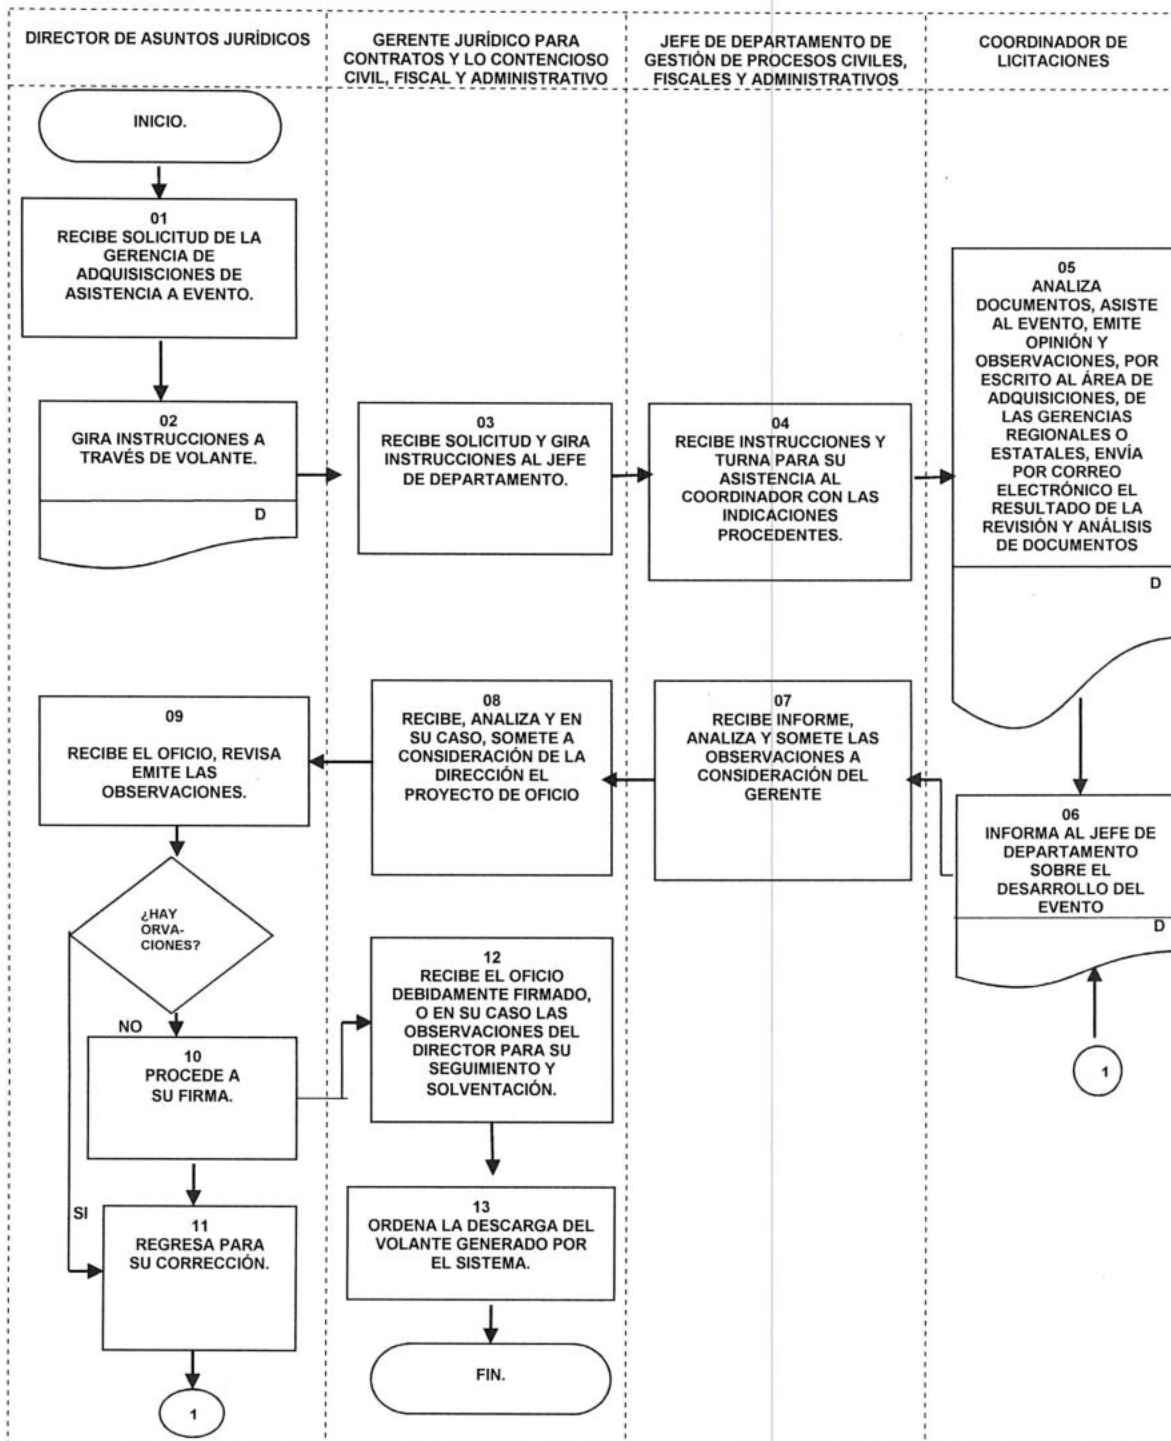 DIRECTOR DE ASUNTOS JURÍDICOS
GERENTE JURÍDICO PARA
CONTRATOS Y LO CONTENCIOSO
CIVIL, FISCAL Y ADMINISTRATIVO
JEFE DE DEPARTAMENTO DE
GESTIÓN DE PROCESOS CIVILES,
FISCALES Y ADMINISTRATIVOS
COORDINADOR DE
LICITACIONES
INICIO.
01
RECIBE SOLICITUD DE LA
GERENCIA DE
ADQUISISCIONES DE
ASISTENCIA A EVENTO.
02
GIRA INSTRUCCIONES A
TRAVÉS DE VOLANTE.
D
03
RECIBE SOLICITUD Y GIRA
INSTRUCCIONES AL JEFE
DE DEPARTAMENTO.
04
RECIBE INSTRUCCIONES Y
TURNA PARA SU
ASISTENCIA AL
COORDINADOR CON LAS
INDICACIONES
PROCEDENTES.
05
ANALIZA
DOCUMENTOS, ASISTE
AL EVENTO, EMITE
OPINIÓN Y
OBSERVACIONES, POR
ESCRITO AL ÁREA DE
ADQUISICIONES, DE
LAS GERENCIAS
REGIONALES O
ESTATALES, ENVÍA
POR CORREO
ELECTRÓNICO EL
RESULTADO DE LA
REVISIÓN Y ANÁLISIS
DE DOCUMENTOS
D
06
INFORMA AL JEFE DE
DEPARTAMENTO
SOBRE EL
DESARROLLO DEL
EVENTO
D
1
07
RECIBE INFORME,
ANALIZA Y SOMETE LAS
OBSERVACIONES A
CONSIDERACIÓN DEL
GERENTE
08
RECIBE, ANALIZA Y EN
SU CASO, SOMETE A
CONSIDERACIÓN DE LA
DIRECCIÓN EL
PROYECTO DE OFICIO
09
RECIBE EL OFICIO, REVISA
EMITE LAS
OBSERVACIONES.
¿HAY
ORVA-
CIONES?
NO
10
PROCEDE A
SU FIRMA.
SI
11
REGRESA PARA
SU CORRECCIÓN.
1
12
RECIBE EL OFICIO
DEBIDAMENTE FIRMADO,
O EN SU CASO LAS
OBSERVACIONES DEL
DIRECTOR PARA SU
SEGUIMIENTO Y
SOLVENTACIÓN.
13
ORDENA LA DESCARGA DEL
VOLANTE GENERADO POR
EL SISTEMA.
FIN.